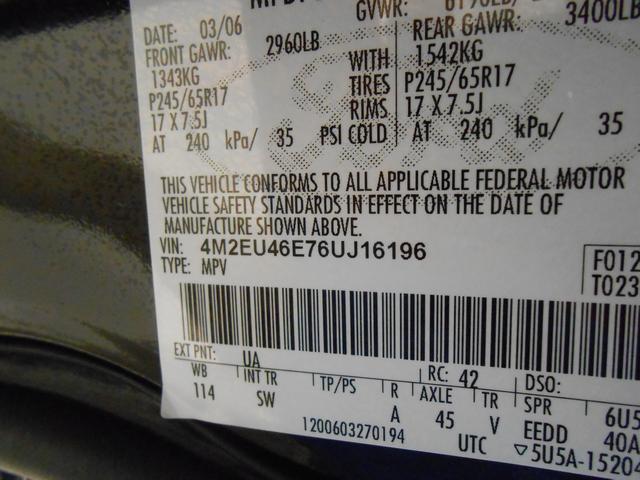 GVWR:
DATE: 03/06
FRONT GAWR: 2960LB
1343KG
P245/65R17
17 X 7.5J
AT 240 kPa/ 35 PSI COLD
WITH
TIRES
RIMS
REAR GAWR: 3400LB
1542KG
P245/65R17
17 X 7.5J
AT 240 kPa/ 35
THIS VEHICLE CONFORMS TO ALL APPLICABLE FEDERAL MOTOR
VEHICLE SAFETY STANDARDS IN EFFECT ON THE DATE OF
MANUFACTURE SHOWN ABOVE.
VIN: 4M2EU46E76UJ16196
TYPE: MPV
F012
T023
EXT PNT: UA RC: 42 DSO:
WB INT TR TP/PS R AXLE TR SPR 6U5
114 SW A 45 V EEDD 40A
1200603270194 UTC ▽5U5A-15204